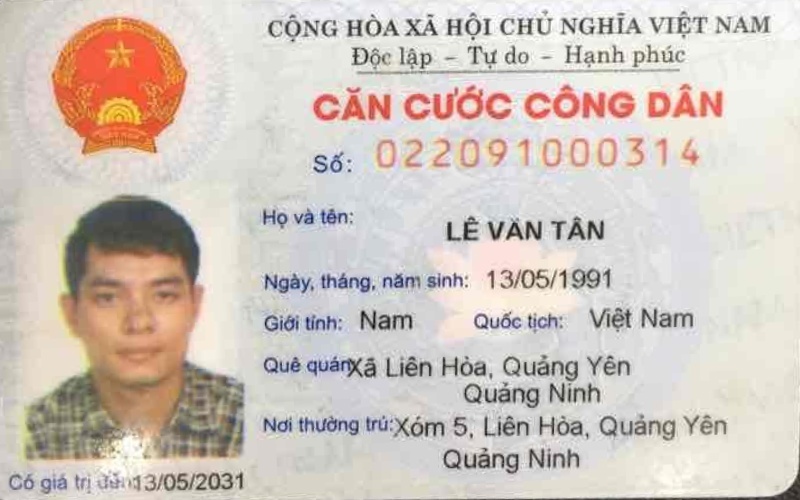 CỘNG HÒA XÃ HỘI CHỦ NGHĨA VIỆT NAM
Độc lập - Tự do - Hạnh phúc
CĂN CƯỚC CÔNG DÂN
Số: 022091000314
Họ và tên: LÊ VĂN TÂN
Ngày, tháng, năm sinh: 13/05/1991
Giới tính: Nam Quốc tịch: Việt Nam
Quê quán: Xã Liên Hòa, Quảng Yên
Quảng Ninh
Nơi thường trú: Xóm 5, Liên Hòa, Quảng Yên
Quảng Ninh
Có giá trị đến 13/05/2031